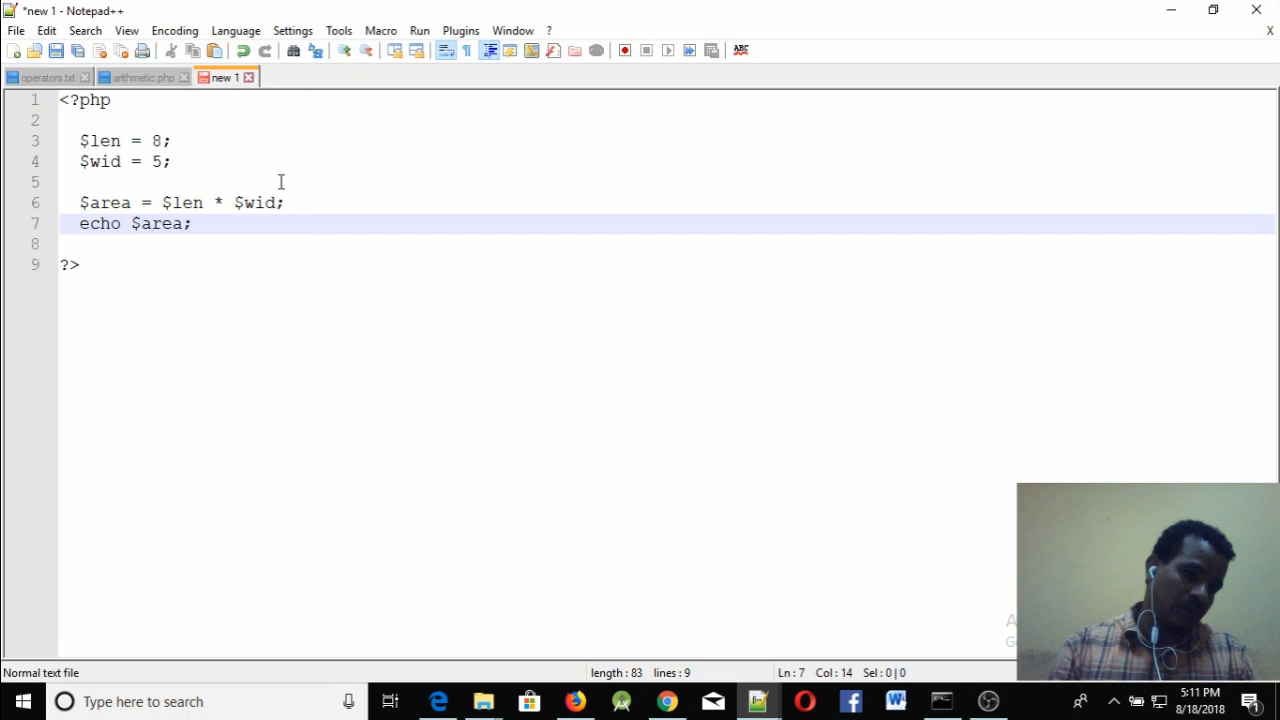 *new 1 - Notepad++
File Edit Search View Encoding Language Settings Tools Macro Run Plugins Window ? X
ABC
operators.txt arithmetic.php new 1
1 <?php
2
3 $len = 8;
4 $wid = 5;
5
6 $area = $len * $wid;
7 echo $area;
8
9 ?>
Normal text file length : 83 lines : 9 Ln : 7 Col : 14 Sel : 0 | 0
Type here to search
5:11 PM
8/18/2018
1